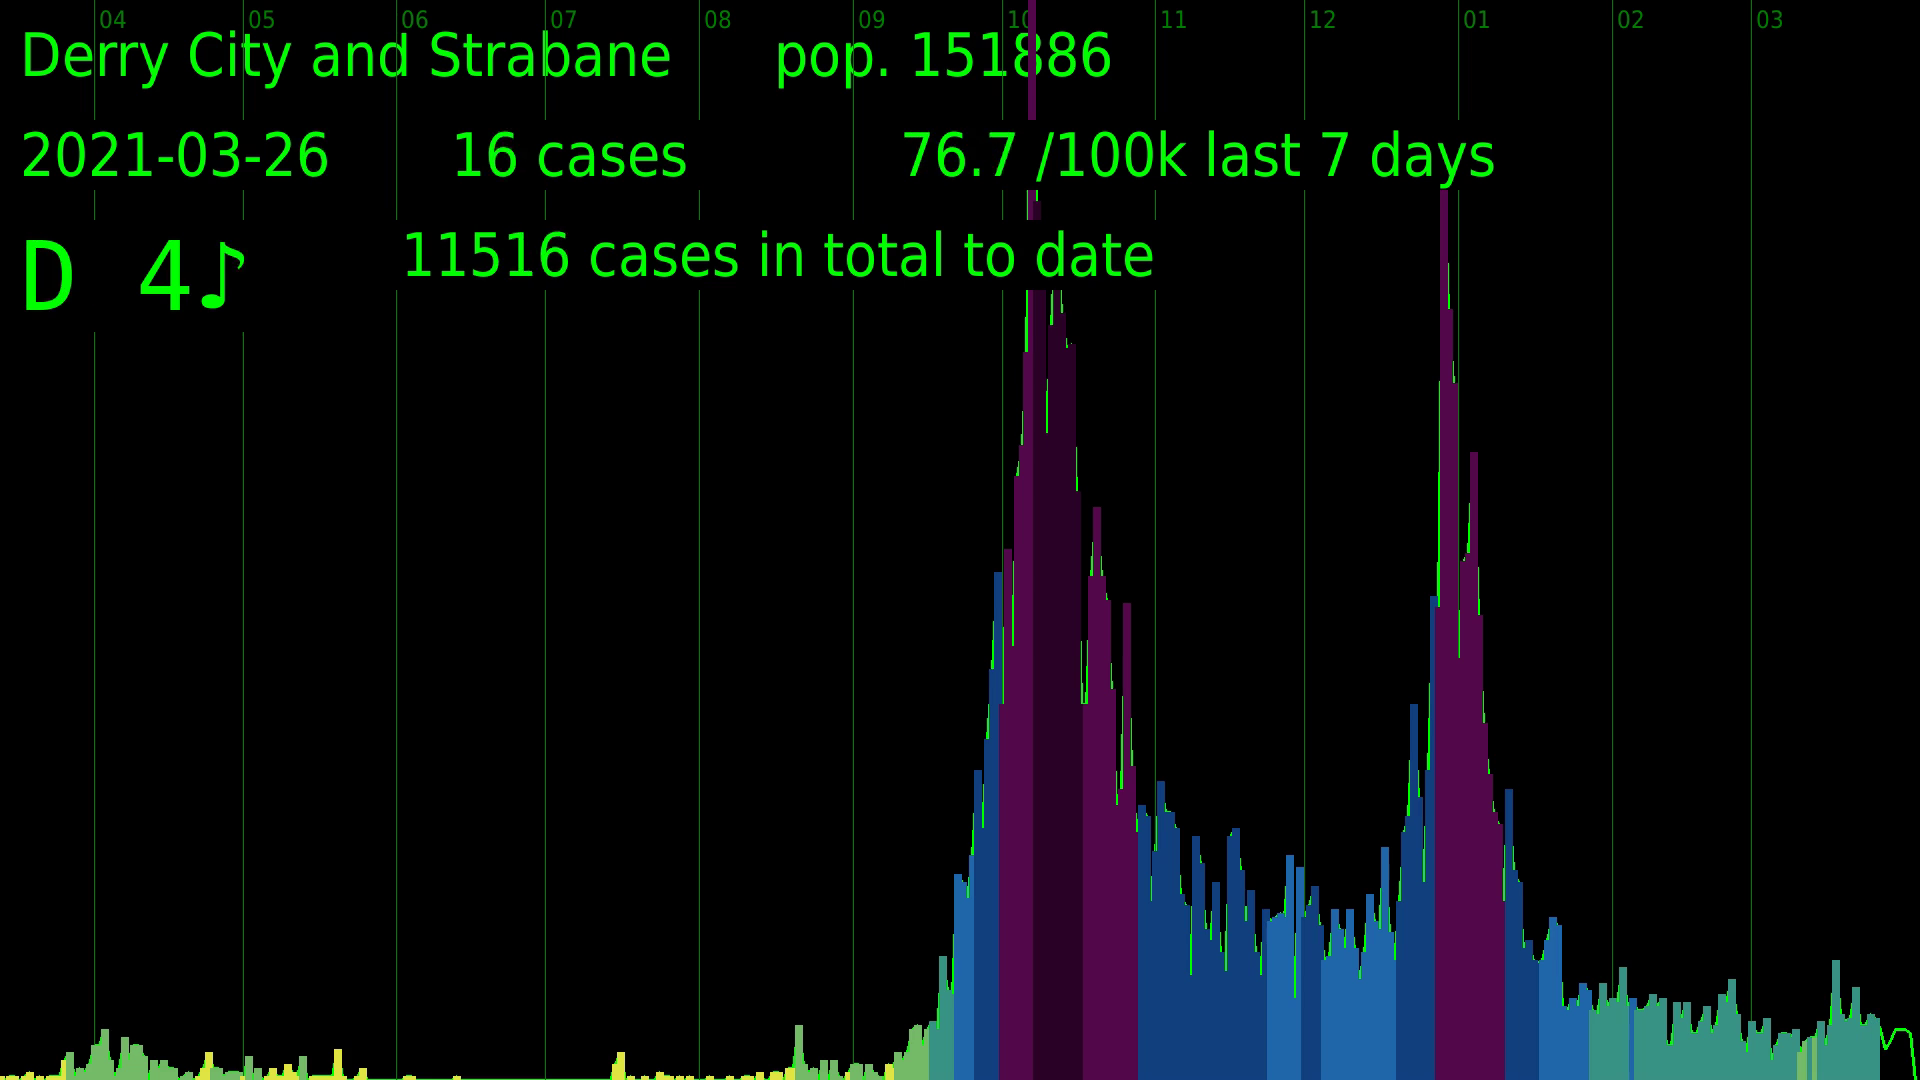 04 05 06 07 08 09 10 11 12 01 02 03
Derry City and Strabane pop. 151886
2021-03-26 16 cases 76.7 /100k last 7 days
D 4♪ 11516 cases in total to date